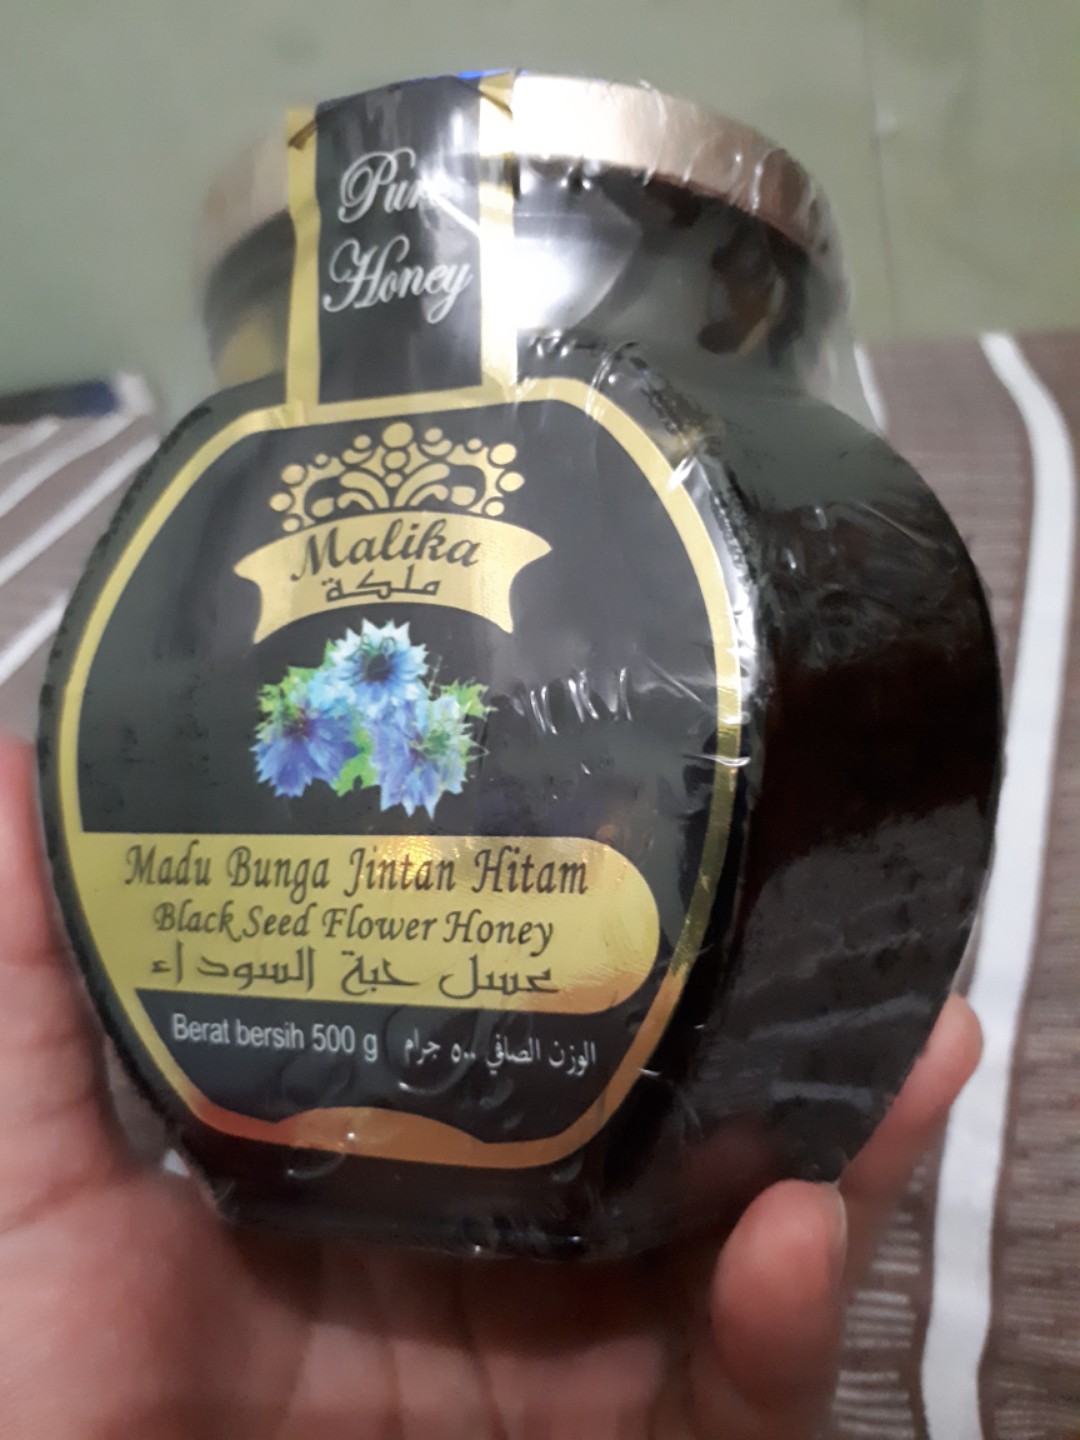 Pure
Honey
Malika
ملكة
Madu Bunga Jintan Hitam
Black Seed Flower Honey
عسل حبة السوداء
Berat bersih 500 g الوزن الصافي ٥٠٠ جرام